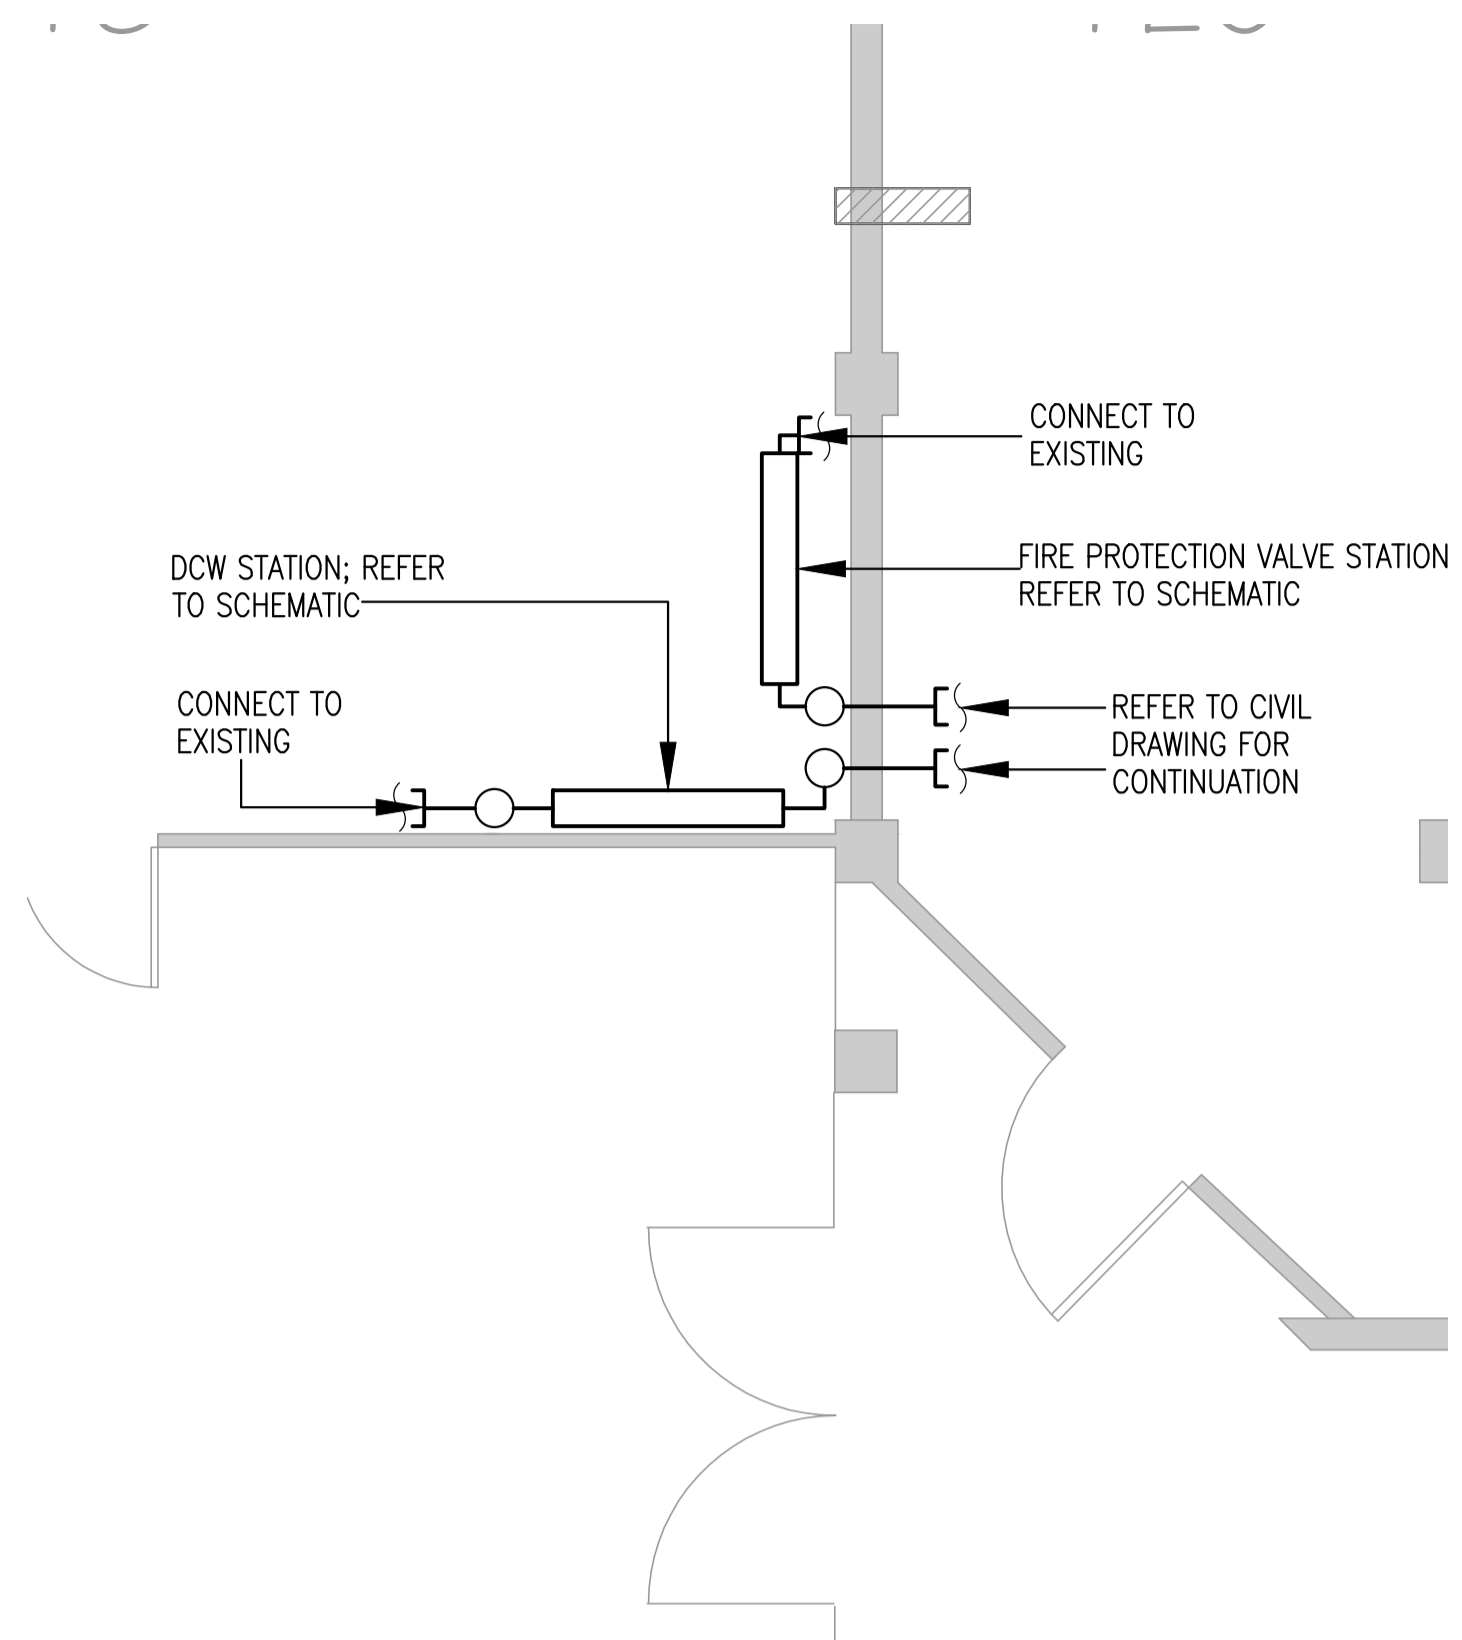 CONNECT TO
EXISTING
DCW STATION; REFER
TO SCHEMATIC
FIRE PROTECTION VALVE STATION
REFER TO SCHEMATIC
CONNECT TO
EXISTING
REFER TO CIVIL
DRAWING FOR
CONTINUATION